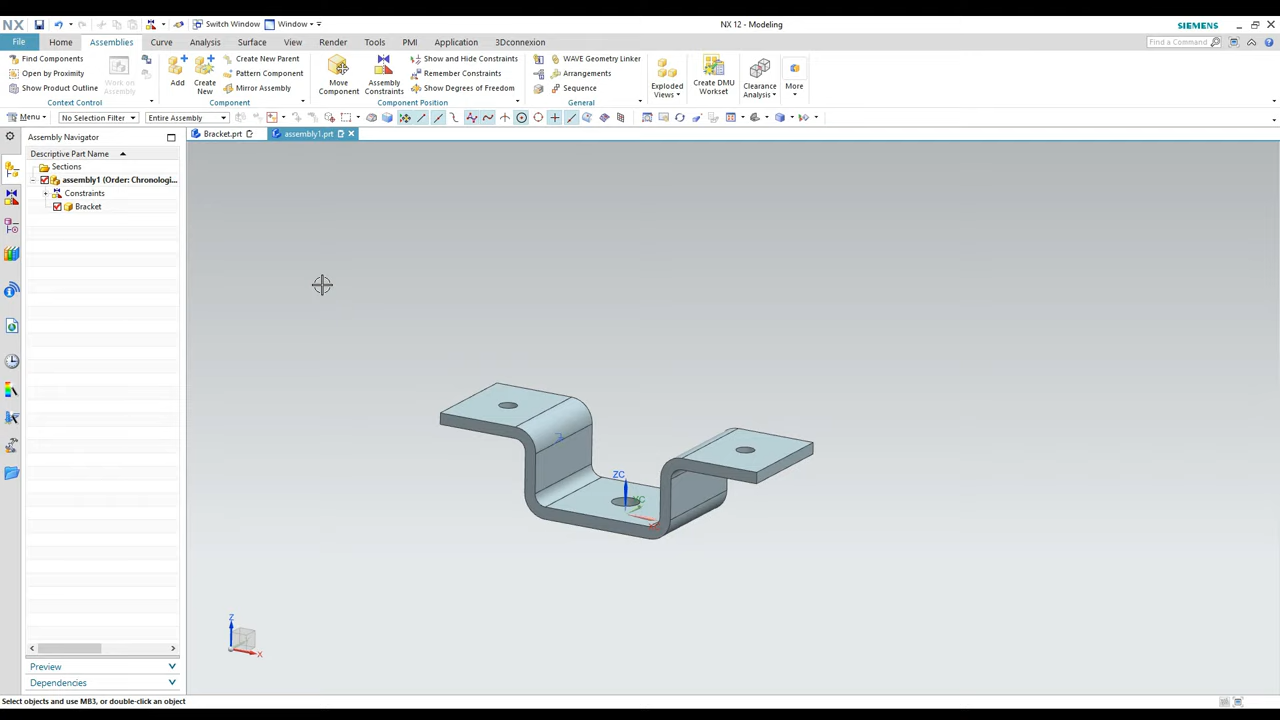 NX
Switch Window
Window
NX 12 - Modeling
SIEMENS
File
Home
Assemblies
Curve
Analysis
Surface
View
Render
Tools
PMI
Application
3Dconnexion
Find a Command
Find Components
Open by Proximity
Show Product Outline
Work on Assembly
Context Control
Add
Create New
Create New Parent
Pattern Component
Mirror Assembly
Component
Move Component
Assembly Constraints
Show and Hide Constraints
Remember Constraints
Show Degrees of Freedom
Component Position
WAVE Geometry Linker
Arrangements
Sequence
General
Exploded Views
Create DMU Workset
Clearance Analysis
More
Menu
No Selection Filter
Entire Assembly
Assembly Navigator
Bracket.prt
assembly1.prt
Descriptive Part Name
Sections
assembly1 (Order: Chronologi...
Constraints
Bracket
ZC
YC
Z
X
Preview
Dependencies
Select objects and use MB3, or double-click an object